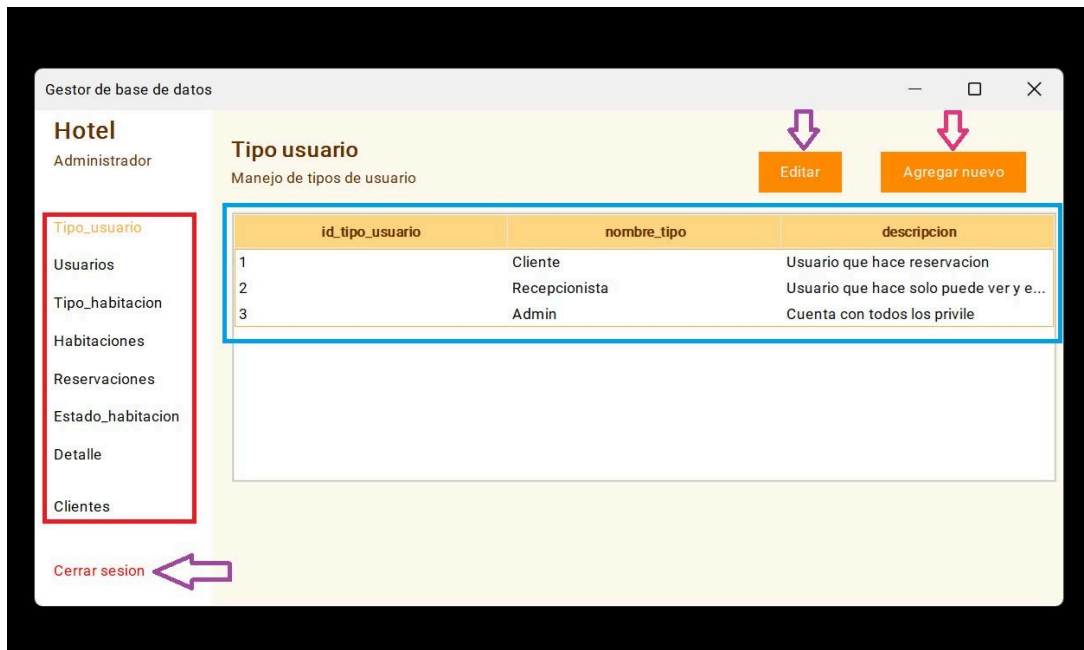 Gestor de base de datos
Hotel
Administrador
Tipo usuario
Manejo de tipos de usuario
Editar
Agregar nuevo
Tipo_usuario
Usuarios
Tipo_habitacion
Habitaciones
Reservaciones
Estado_habitacion
Detalle
Clientes
Cerrar sesion
id_tipo_usuario nombre_tipo descripcion
1 Cliente Usuario que hace reservacion
2 Recepcionista Usuario que hace solo puede ver y e...
3 Admin Cuenta con todos los privile